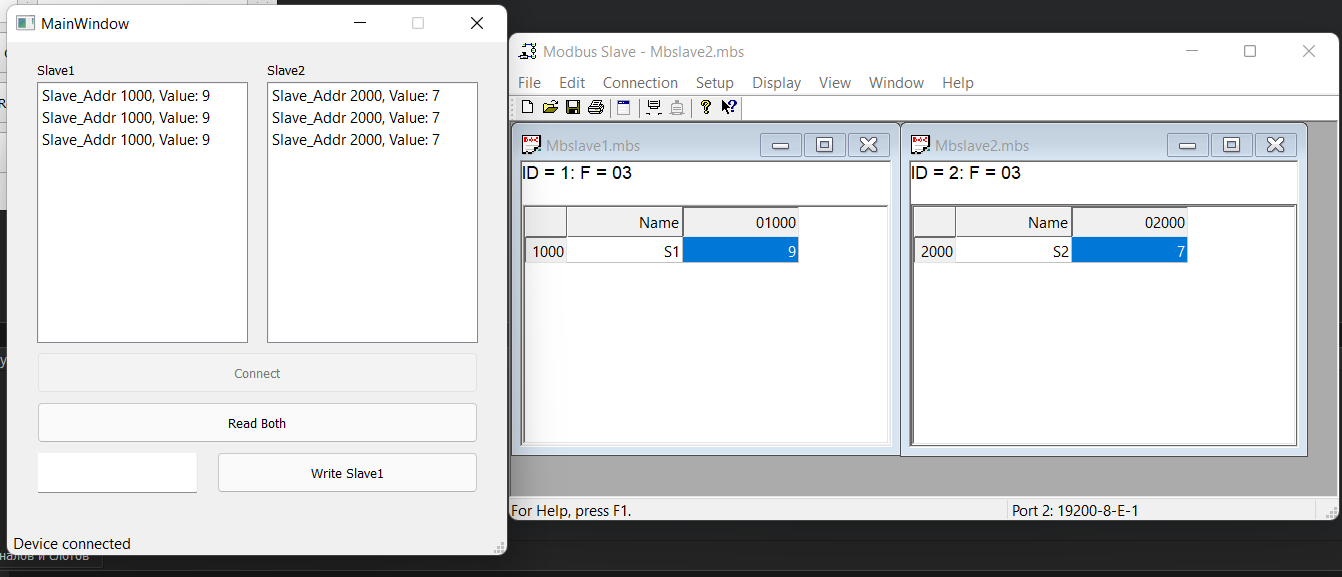 MainWindow
Slave1
Slave2
Slave_Addr 1000, Value: 9
Slave_Addr 1000, Value: 9
Slave_Addr 1000, Value: 9
Slave_Addr 2000, Value: 7
Slave_Addr 2000, Value: 7
Slave_Addr 2000, Value: 7
Connect
Read Both
Write Slave1
Device connected
налов и слотов
Modbus Slave - Mbslave2.mbs
File Edit Connection Setup Display View Window Help
Mbslave1.mbs
ID = 1: F = 03
Name 01000
1000 S1 9
Mbslave2.mbs
ID = 2: F = 03
Name 02000
2000 S2 7
For Help, press F1.
Port 2: 19200-8-E-1